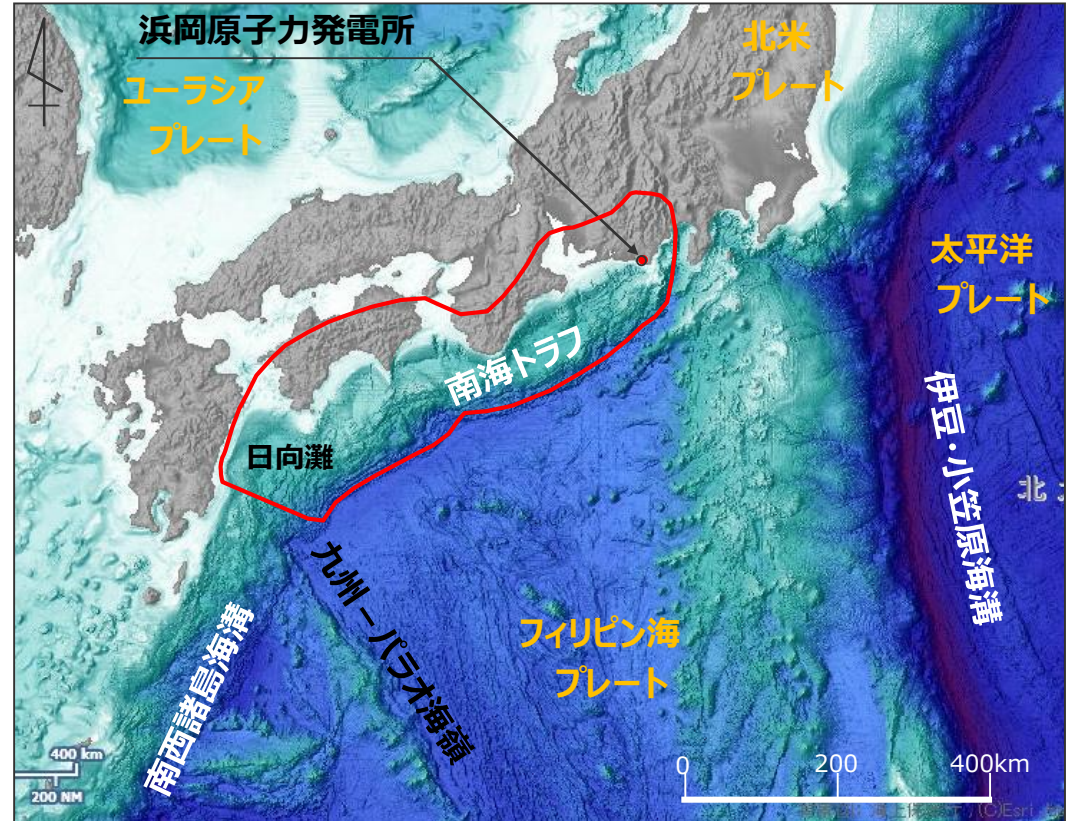 浜岡原子力発電所
北米
プレート
ユーラシア
プレート
太平洋
プレート
南海トラフ
日向灘
伊豆・小笠原海溝
北
九州－パラオ海嶺
フィリピン海
プレート
南西諸島海溝
400 km
200 NM
0 200 400km
(C)Esri